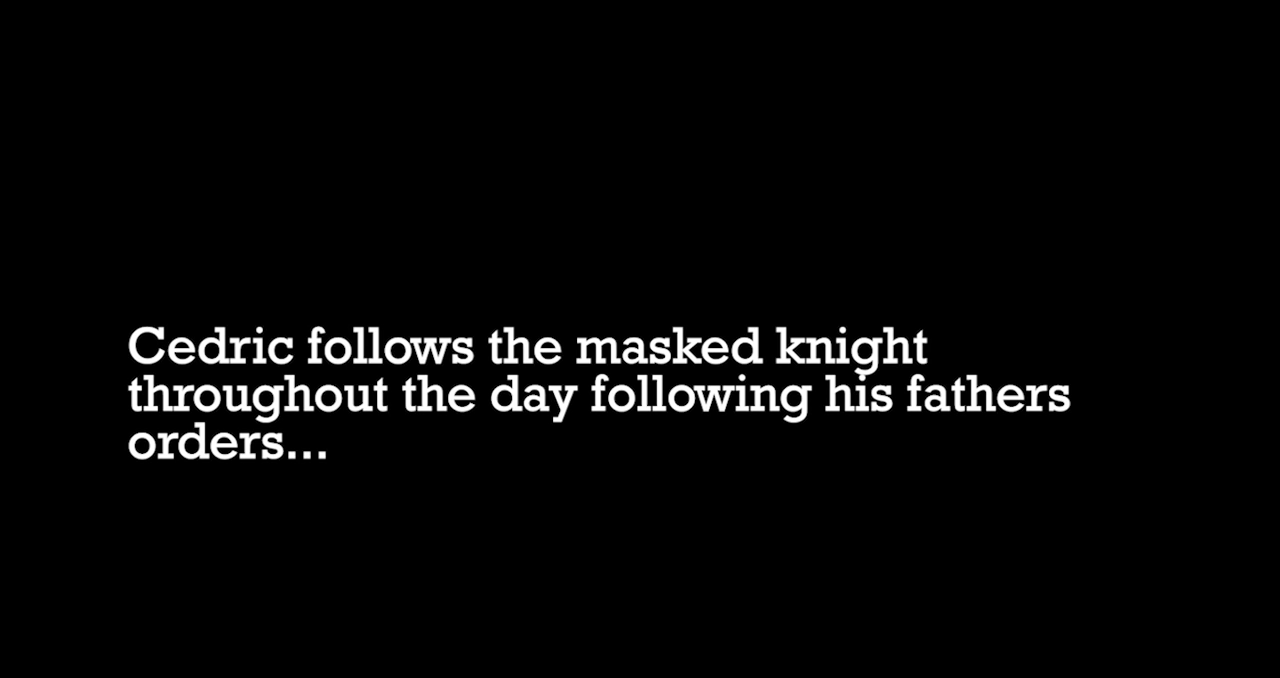 Cedric follows the masked knight
throughout the day following his fathers
orders...